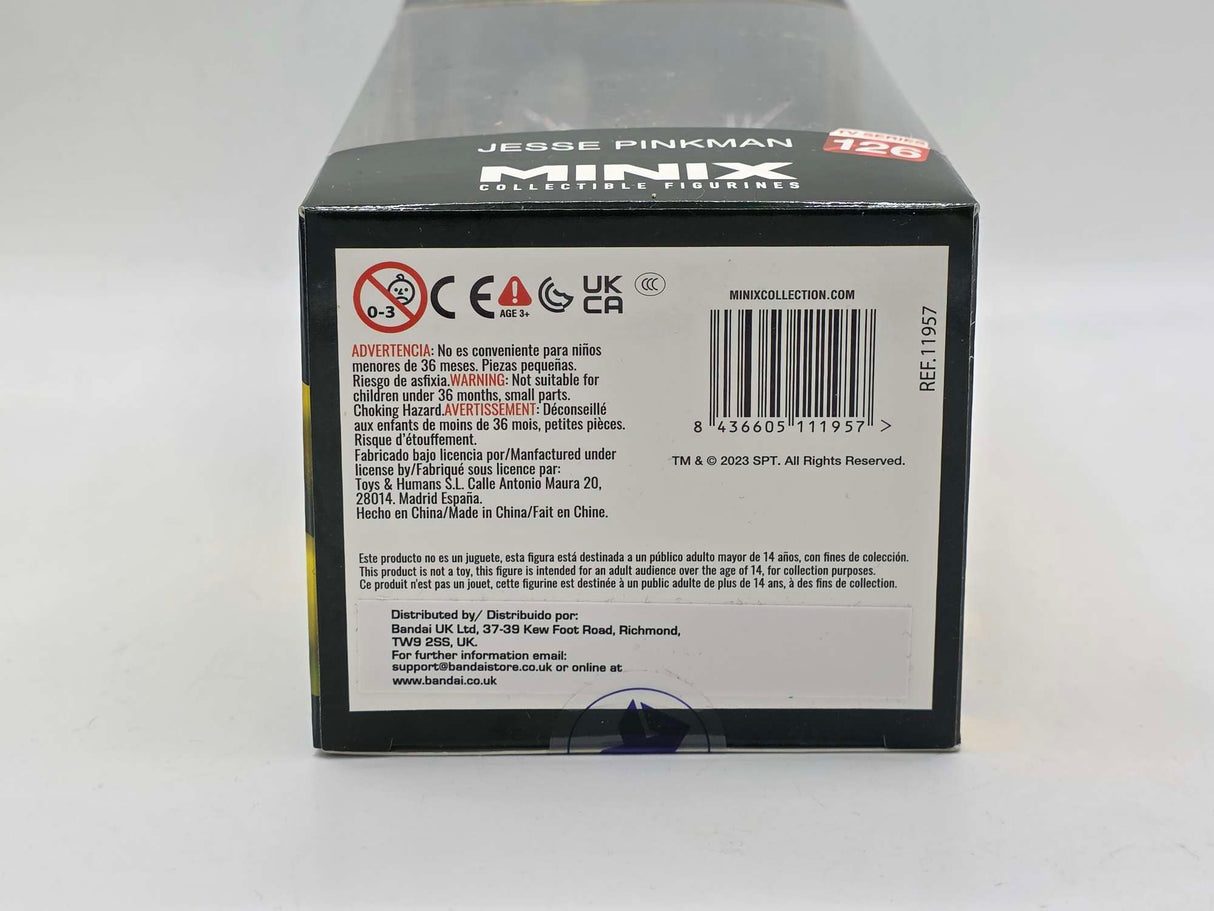 JESSE PINKMAN
TV SERIES
126
MINIX
COLLECTIBLE FIGURINES
0-3
CE
AGE 3+
UK
CA
CCC
MINIXCOLLECTION.COM
REF.11957
ADVERTENCIA: No es conveniente para niños
menores de 36 meses. Piezas pequeñas.
Riesgo de asfixia.WARNING: Not suitable for
children under 36 months, small parts.
Choking Hazard.AVERTISSEMENT: Déconseillé
aux enfants de moins de 36 mois, petites pièces.
Risque d'étouffement.
Fabricado bajo licencia por/Manfactured under
license by/Fabriqué sous licence par:
Toys & Humans S.L. Calle Antonio Maura 20,
28014. Madrid España.
Hecho en China/Made in China/Fait en Chine.
8 436605 111957 >
TM & © 2023 SPT. All Rights Reserved.
Este producto no es un juguete, esta figura está destinada a un público adulto mayor de 14 años, con fines de colección.
This product is not a toy, this figure is intended for an adult audience over the age of 14, for collection purposes.
Ce produit n'est pas un jouet, cette figurine est destinée à un public adulte de plus de 14 ans, à des fins de collection.
Distributed by/ Distribuido por:
Bandai UK Ltd, 37-39 Kew Foot Road, Richmond,
TW9 2SS, UK.
For further information email:
support@bandaistore.co.uk or online at
www.bandai.co.uk